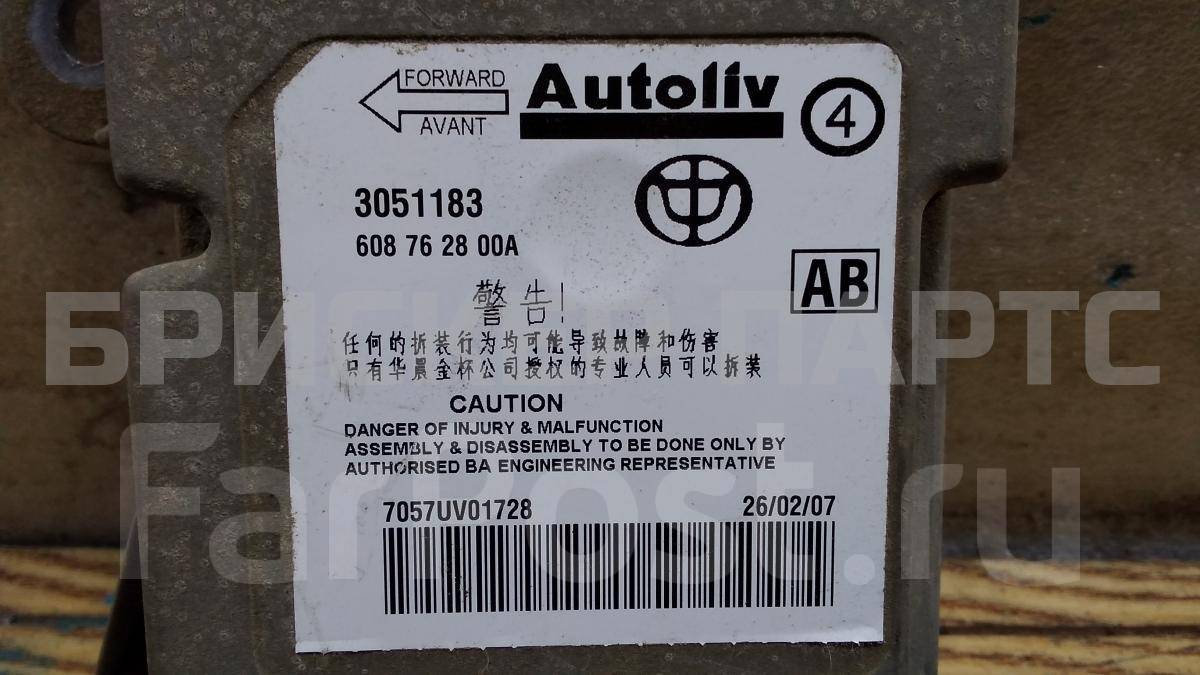 FORWARD
AVANT
Autoliv
4
3051183
608 76 28 00A
AB
警告!
任何的拆装行为均可能导致故障和伤害
只有华晨金杯公司授权的专业人员可以拆装
CAUTION
DANGER OF INJURY & MALFUNCTION
ASSEMBLY & DISASSEMBLY TO BE DONE ONLY BY
AUTHORISED BA ENGINEERING REPRESENTATIVE
7057UV01728 26/02/07
БРИГИНА ПАРТС
FarPost.ru